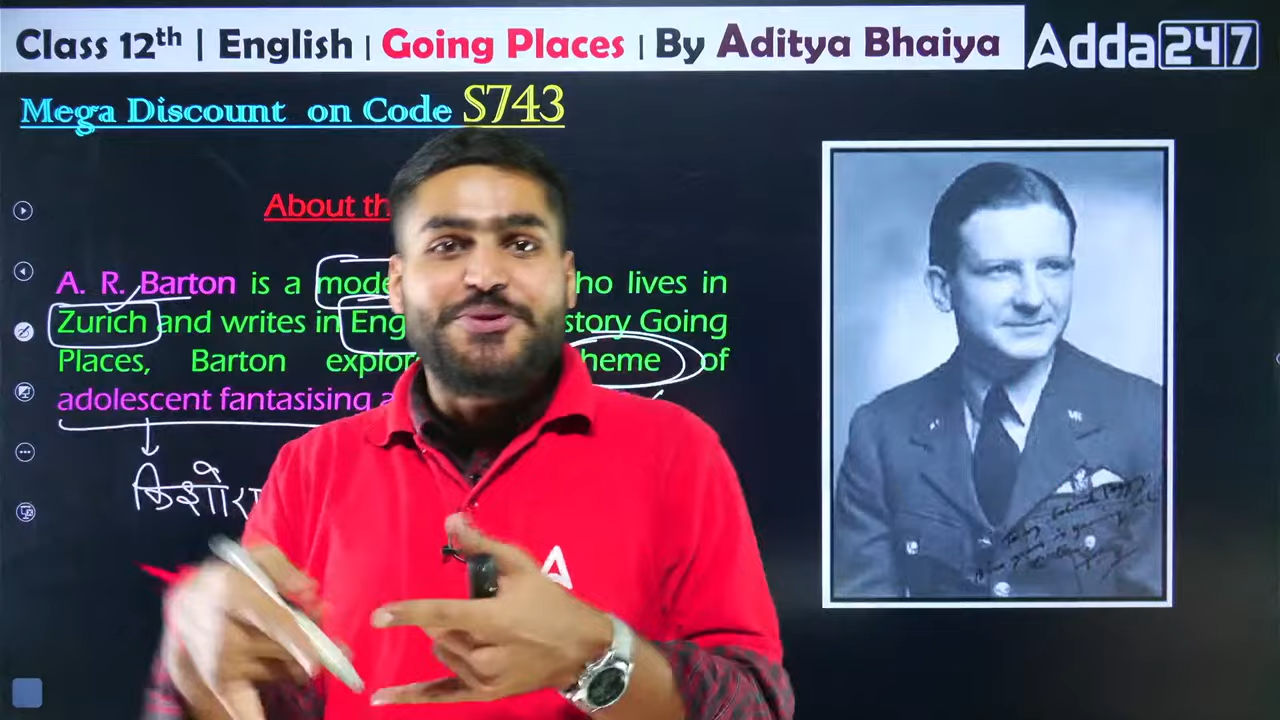 Class 12th | English | Going Places | By Aditya Bhaiya
Adda247
Mega Discount on Code S743
About th
A. R. Barton is a mode ho lives in
Zurich and writes in Eng story Going
Places, Barton explor heme of
adolescent fantasising a
किशोरा
A